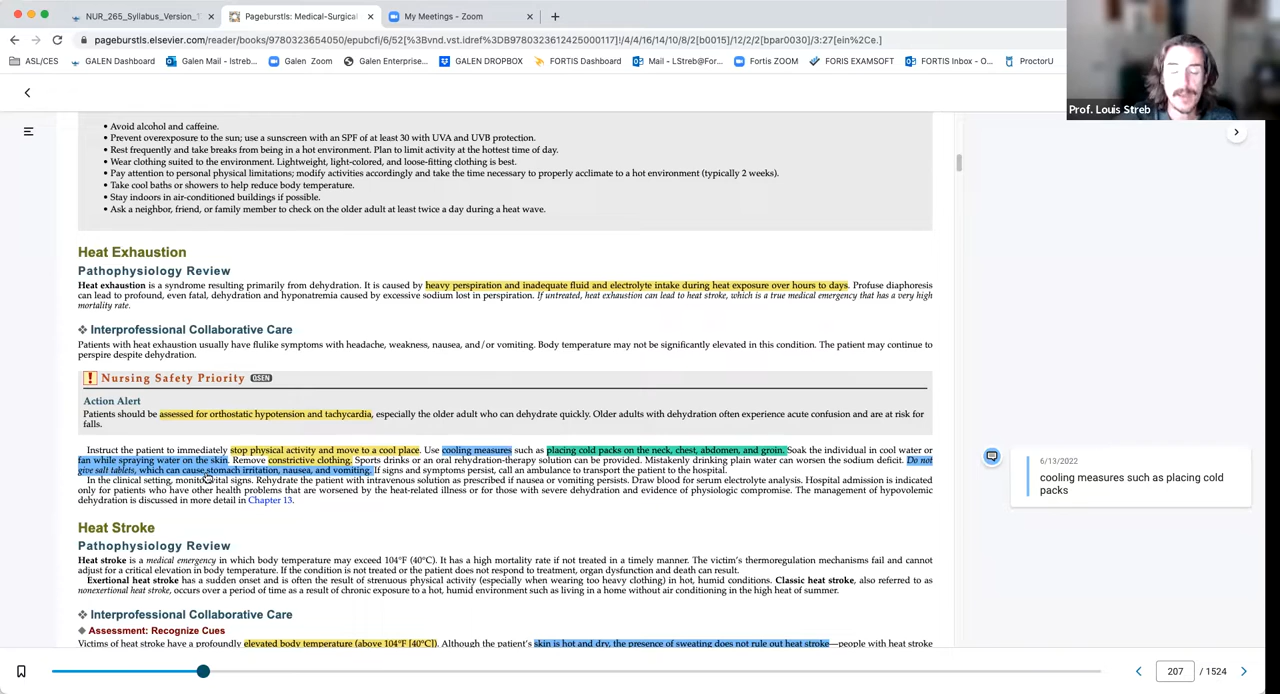 NUR_265_Syllabus_Version_
Pageburstls: Medical-Surgical
My Meetings - Zoom
pageburstls.elsevier.com/reader/books/9780323654050/epubcfi/6/52[%3Bvnd.vst.idref%3DB9780323612425000117]!/4/4/16/14/10/8/2[b0015]/12/2/2[bpar0030]/3:27[ein%2Ce.]
ASL/CES
GALEN Dashboard
Galen Mail - lstreb...
Galen Zoom
Galen Enterprise...
GALEN DROPBOX
FORTIS Dashboard
Mail - LStreb@For...
Fortis ZOOM
FORIS EXAMSOFT
FORTIS Inbox - O...
ProctorU
Prof. Louis Streb
• Avoid alcohol and caffeine.
• Prevent overexposure to the sun; use a sunscreen with an SPF of at least 30 with UVA and UVB protection.
• Rest frequently and take breaks from being in a hot environment. Plan to limit activity at the hottest time of day.
• Wear clothing suited to the environment. Lightweight, light-colored, and loose-fitting clothing is best.
• Pay attention to personal physical limitations; modify activities accordingly and take the time necessary to properly acclimate to a hot environment (typically 2 weeks).
• Take cool baths or showers to help reduce body temperature.
• Stay indoors in air-conditioned buildings if possible.
• Ask a neighbor, friend, or family member to check on the older adult at least twice a day during a heat wave.
Heat Exhaustion
Pathophysiology Review
Heat exhaustion is a syndrome resulting primarily from dehydration. It is caused by heavy perspiration and inadequate fluid and electrolyte intake during heat exposure over hours to days. Profuse diaphoresis
can lead to profound, even fatal, dehydration and hyponatremia caused by excessive sodium lost in perspiration. If untreated, heat exhaustion can lead to heat stroke, which is a true medical emergency that has a very high
mortality rate.
❖ Interprofessional Collaborative Care
Patients with heat exhaustion usually have flulike symptoms with headache, weakness, nausea, and/or vomiting. Body temperature may not be significantly elevated in this condition. The patient may continue to
perspire despite dehydration.
! Nursing Safety Priority QSEN
Action Alert
Patients should be assessed for orthostatic hypotension and tachycardia, especially the older adult who can dehydrate quickly. Older adults with dehydration often experience acute confusion and are at risk for
falls.
Instruct the patient to immediately stop physical activity and move to a cool place. Use cooling measures such as placing cold packs on the neck, chest, abdomen, and groin. Soak the individual in cool water or
fan while spraying water on the skin. Remove constrictive clothing. Sports drinks or an oral rehydration-therapy solution can be provided. Mistakenly drinking plain water can worsen the sodium deficit. Do not
give salt tablets, which can cause stomach irritation, nausea, and vomiting. If signs and symptoms persist, call an ambulance to transport the patient to the hospital.
In the clinical setting, monitor vital signs. Rehydrate the patient with intravenous solution as prescribed if nausea or vomiting persists. Draw blood for serum electrolyte analysis. Hospital admission is indicated
only for patients who have other health problems that are worsened by the heat-related illness or for those with severe dehydration and evidence of physiologic compromise. The management of hypovolemic
dehydration is discussed in more detail in Chapter 13.
6/13/2022
cooling measures such as placing cold
packs
Heat Stroke
Pathophysiology Review
Heat stroke is a medical emergency in which body temperature may exceed 104°F (40°C). It has a high mortality rate if not treated in a timely manner. The victim's thermoregulation mechanisms fail and cannot
adjust for a critical elevation in body temperature. If the condition is not treated or the patient does not respond to treatment, organ dysfunction and death can result.
Exertional heat stroke has a sudden onset and is often the result of strenuous physical activity (especially when wearing too heavy clothing) in hot, humid conditions. Classic heat stroke, also referred to as
nonexertional heat stroke, occurs over a period of time as a result of chronic exposure to a hot, humid environment such as living in a home without air conditioning in the high heat of summer.
❖ Interprofessional Collaborative Care
◆ Assessment: Recognize Cues
Victims of heat stroke have a profoundly elevated body temperature (above 104°F [40°C]). Although the patient's skin is hot and dry, the presence of sweating does not rule out heat stroke—people with heat stroke
207 / 1524